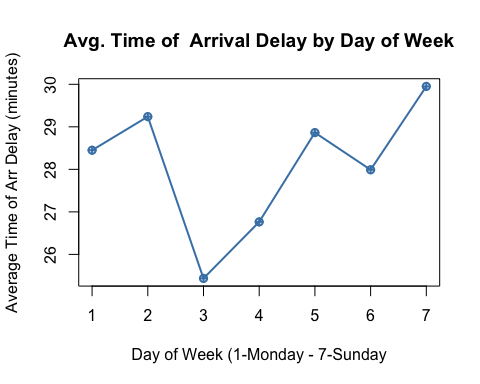 Avg. Time of  Arrival Delay by Day of Week
Average Time of Arr Delay (minutes)
30
29
28
27
26
1 2 3 4 5 6 7
Day of Week (1-Monday - 7-Sunday